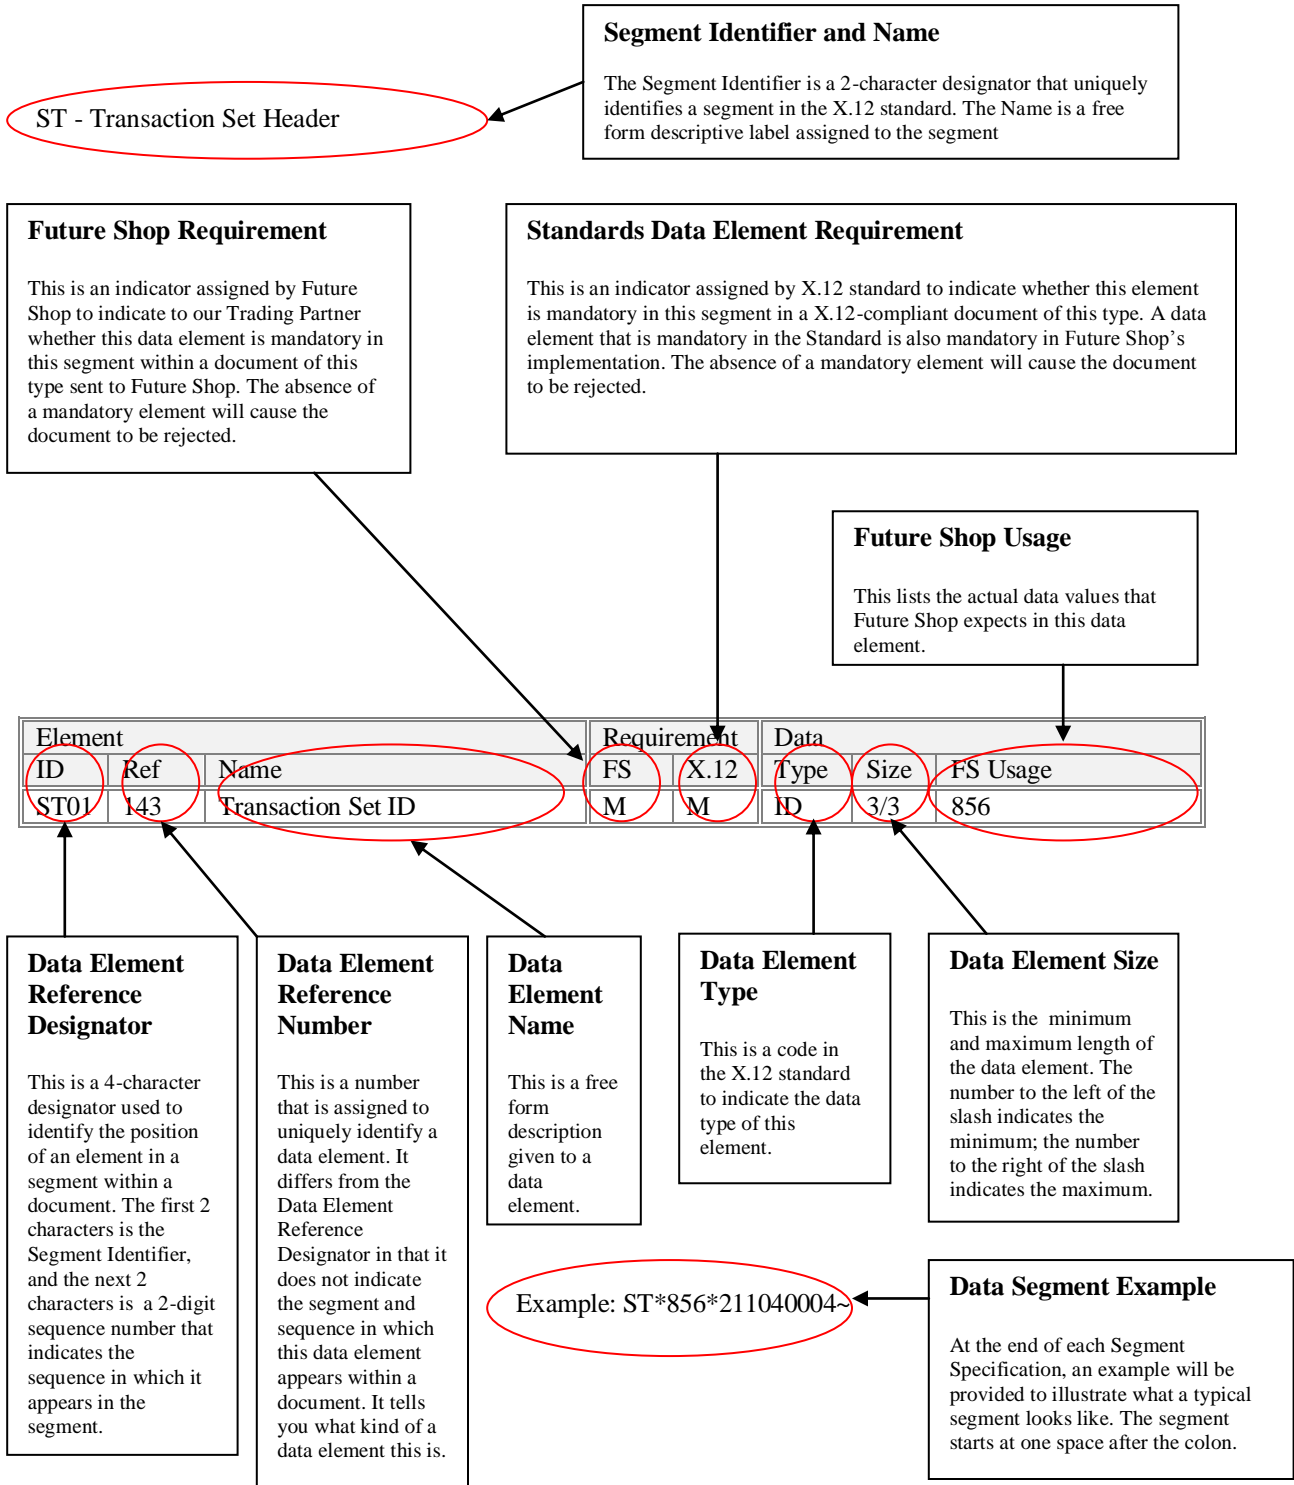 Segment Identifier and Name
The Segment Identifier is a 2-character designator that uniquely
identifies a segment in the X.12 standard. The Name is a free
form descriptive label assigned to the segment
ST - Transaction Set Header
Future Shop Requirement
This is an indicator assigned by Future
Shop to indicate to our Trading Partner
whether this data element is mandatory in
this segment within a document of this
type sent to Future Shop. The absence of
a mandatory element will cause the
document to be rejected.
Standards Data Element Requirement
This is an indicator assigned by X.12 standard to indicate whether this element
is mandatory in this segment in a X.12-compliant document of this type. A data
element that is mandatory in the Standard is also mandatory in Future Shop's
implementation. The absence of a mandatory element will cause the document
to be rejected.
Future Shop Usage
This lists the actual data values that
Future Shop expects in this data
element.
Element Requirement Data
ID Ref Name FS X.12 Type Size FS Usage
ST01 143 Transaction Set ID M M ID 3/3 856
Data Element
Reference
Designator
This is a 4-character
designator used to
identify the position
of an element in a
segment within a
document. The first 2
characters is the
Segment Identifier,
and the next 2
characters is a 2-digit
sequence number that
indicates the
sequence in which it
appears in the
segment.
Data Element
Reference
Number
This is a number
that is assigned to
uniquely identify a
data element. It
differs from the
Data Element
Reference
Designator in that it
does not indicate
the segment and
sequence in which
this data element
appears within a
document. It tells
you what kind of a
data element this is.
Data
Element
Name
This is a free
form
description
given to a
data
element.
Data Element
Type
This is a code in
the X.12 standard
to indicate the data
type of this
element.
Data Element Size
This is the minimum
and maximum length of
the data element. The
number to the left of the
slash indicates the
minimum; the number
to the right of the slash
indicates the maximum.
Example: ST*856*211040004~
Data Segment Example
At the end of each Segment
Specification, an example will be
provided to illustrate what a typical
segment looks like. The segment
starts at one space after the colon.